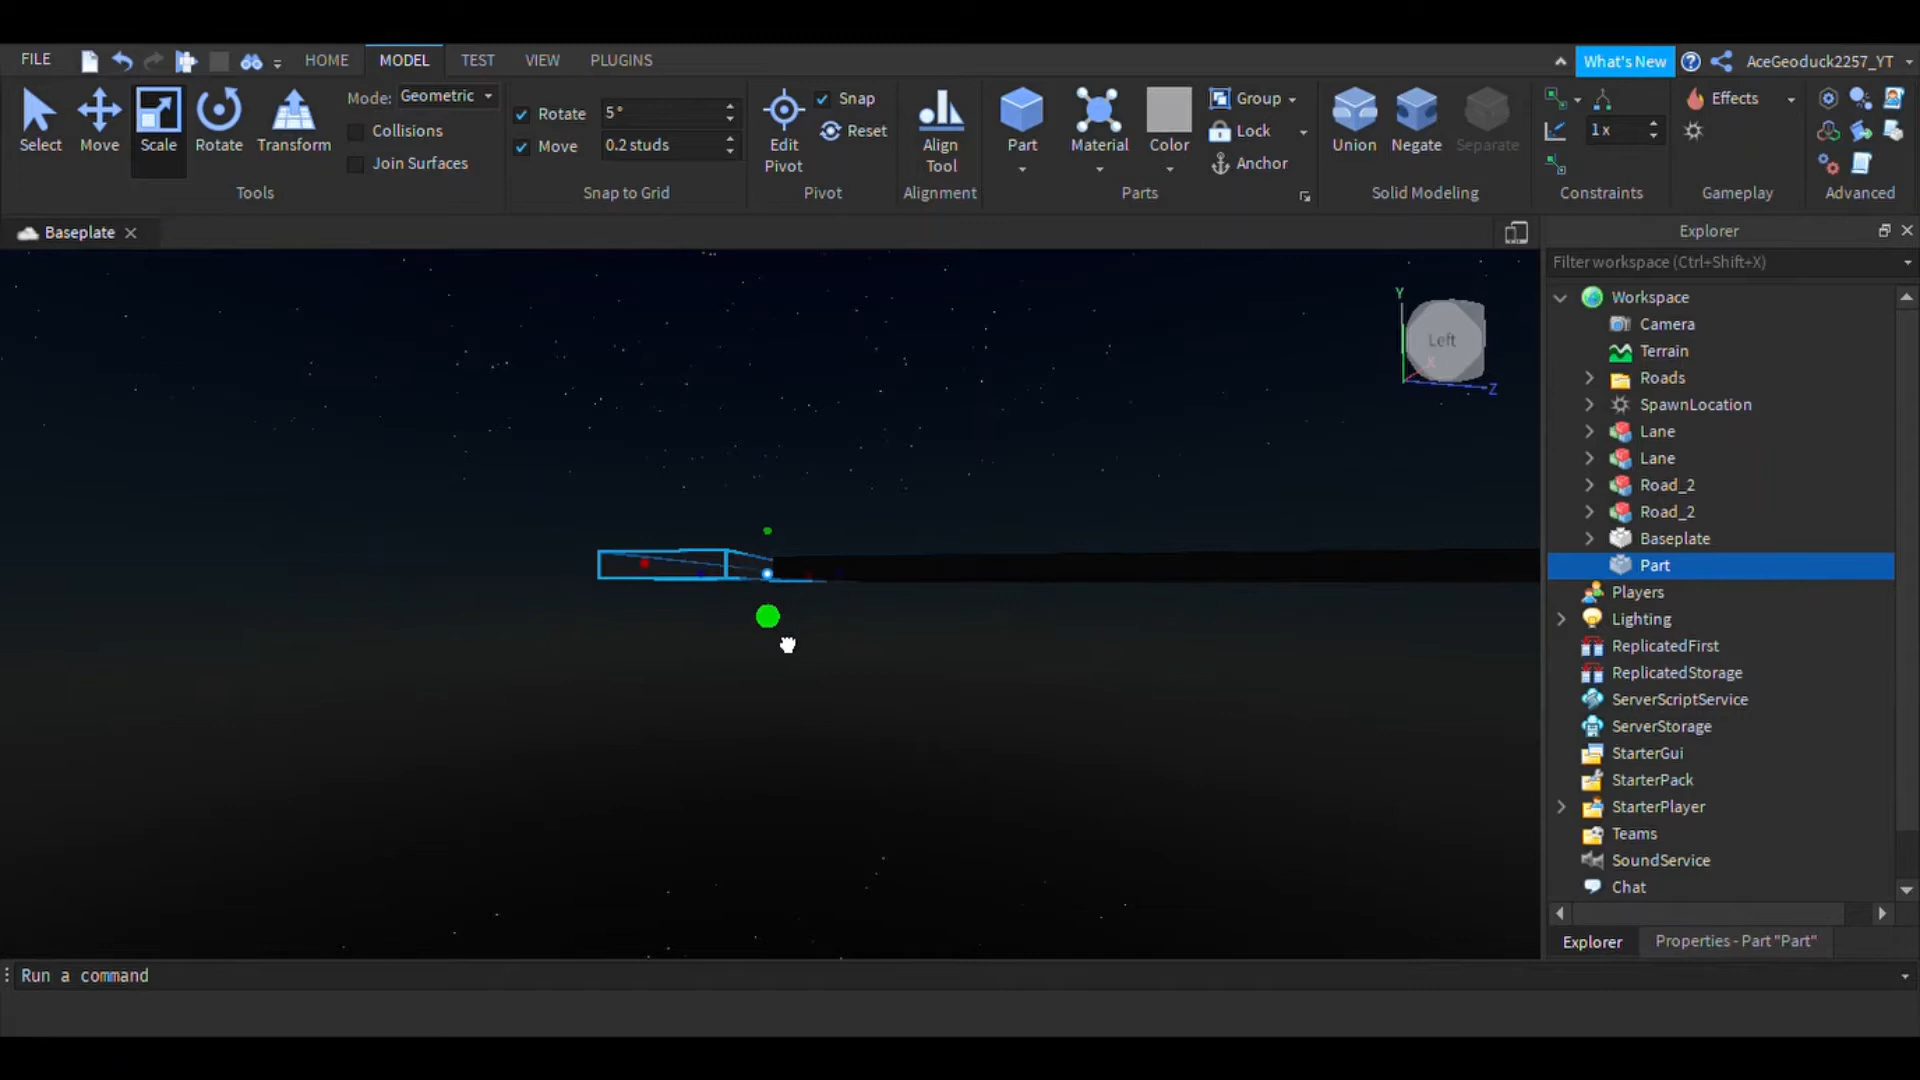 FILE HOME MODEL TEST VIEW PLUGINS What's New AceGeoduck2257_YT
Select Move Scale Rotate Transform
Mode: Geometric
Collisions
Join Surfaces
Tools
Rotate 5°
Move 0.2 studs
Snap to Grid
Edit Pivot
Snap
Reset
Pivot
Align Tool
Alignment
Part Material Color
Group
Lock
Anchor
Parts
Union Negate Separate
Solid Modeling
1 x
Constraints
Effects
Gameplay
Advanced
Baseplate
Explorer
Filter workspace (Ctrl+Shift+X)
Y
Left
X
Z
Workspace
Camera
Terrain
Roads
SpawnLocation
Lane
Lane
Road_2
Road_2
Baseplate
Part
Players
Lighting
ReplicatedFirst
ReplicatedStorage
ServerScriptService
ServerStorage
StarterGui
StarterPack
StarterPlayer
Teams
SoundService
Chat
Explorer Properties - Part "Part"
Run a command